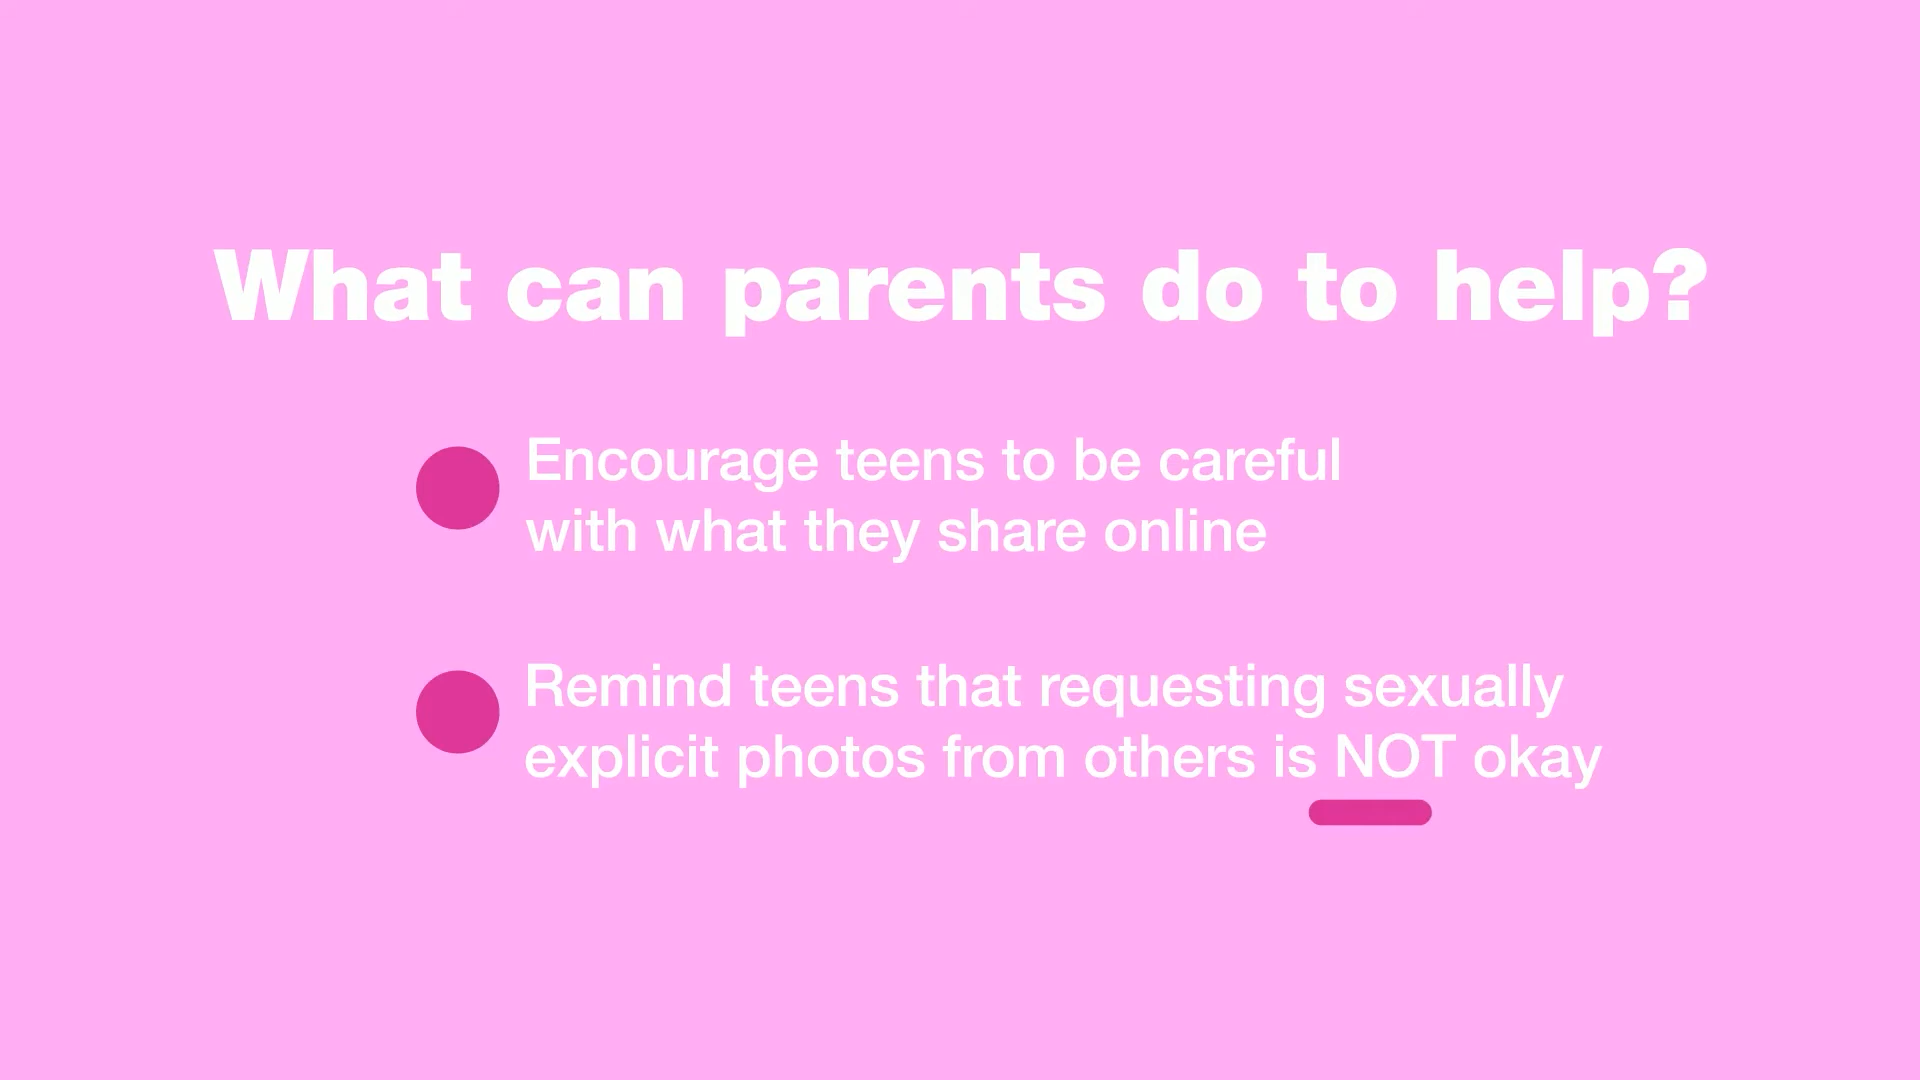 What can parents do to help?
Encourage teens to be careful
with what they share online
Remind teens that requesting sexually
explicit photos from others is NOT okay